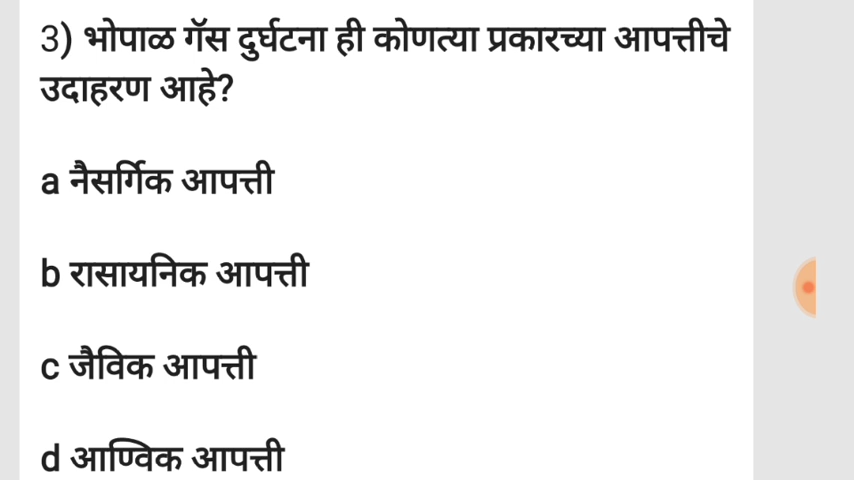 3) भोपाळ गॅस दुर्घटना ही कोणत्या प्रकारच्या आपत्तीचे
उदाहरण आहे?
a नैसर्गिक आपत्ती
b रासायनिक आपत्ती
c जैविक आपत्ती
d आण्विक आपत्ती